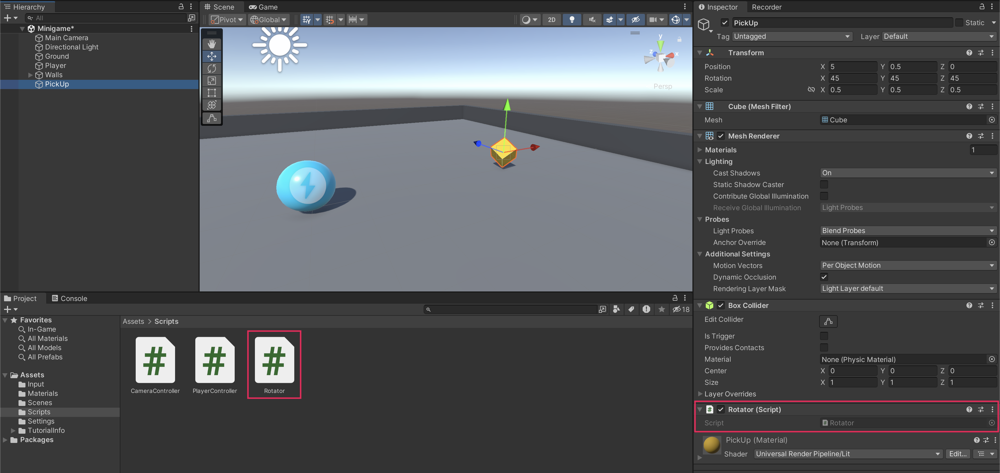 Hierarchy
All
Minigame*
Main Camera
Directional Light
Ground
Player
Walls
PickUp
Scene
Game
Pivot
Global
2D
y
z
x
Persp
Inspector
Recorder
PickUp
Static
Tag
Untagged
Layer
Default
Transform
Position X 5 Y 0.5 Z 0
Rotation X 45 Y 45 Z 45
Scale X 0.5 Y 0.5 Z 0.5
Cube (Mesh Filter)
Mesh Cube
Mesh Renderer
Materials 1
Lighting
Cast Shadows On
Static Shadow Caster
Contribute Global Illumination
Receive Global Illumination Light Probes
Probes
Light Probes Blend Probes
Anchor Override None (Transform)
Additional Settings
Motion Vectors Per Object Motion
Dynamic Occlusion
Rendering Layer Mask Light Layer default
Box Collider
Edit Collider
Is Trigger
Provides Contacts
Material None (Physic Material)
Center X 0 Y 0 Z 0
Size X 1 Y 1 Z 1
Layer Overrides
# Rotator (Script)
Script # Rotator
PickUp (Material)
Shader Universal Render Pipeline/Lit Edit...
Project
Console
18
Favorites
In-Game
All Materials
All Models
All Prefabs
Assets
Input
Materials
Scenes
Scripts
Settings
TutorialInfo
Packages
Assets > Scripts
# # #
CameraController PlayerController Rotator